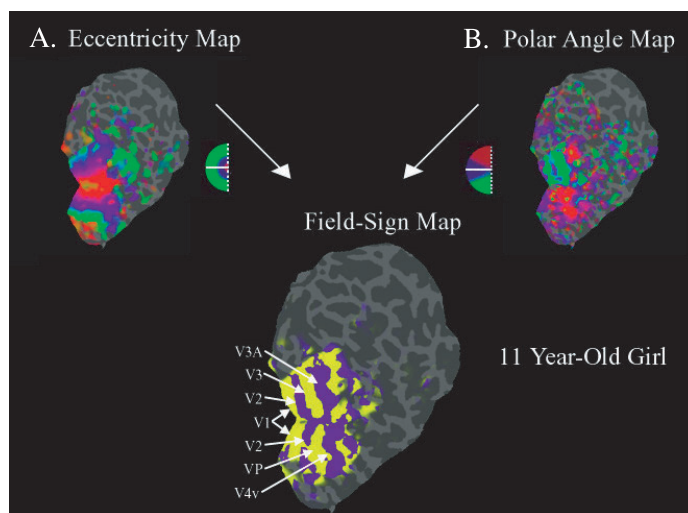 A. Eccentricity Map
B. Polar Angle Map
Field-Sign Map
11 Year-Old Girl
V3A
V3
V2
V1
V2
VP
V4v